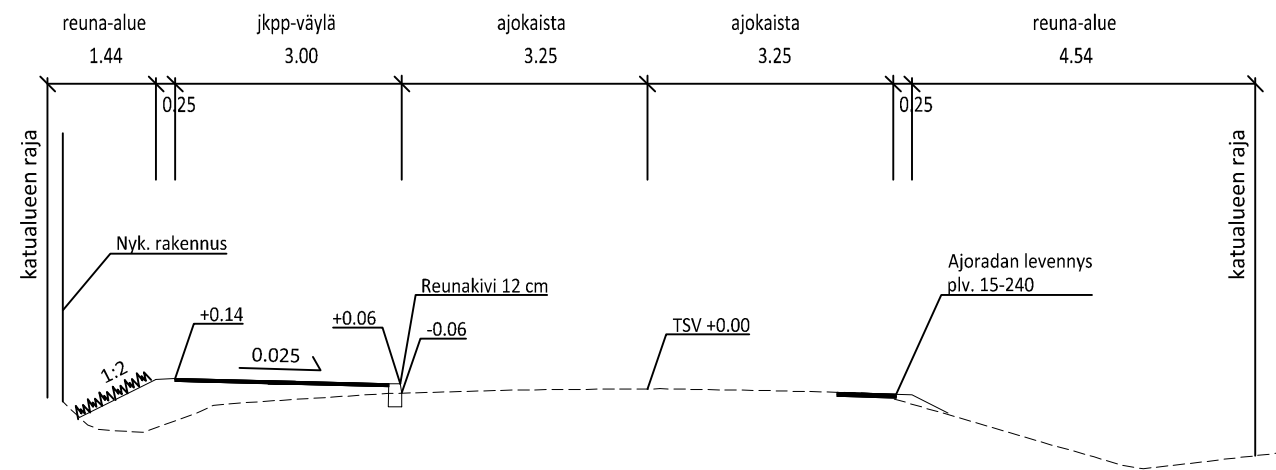 reuna-alue
jkpp-väylä
ajokaista
ajokaista
reuna-alue
1.44
3.00
3.25
3.25
4.54
0.25
0.25
katualueen raja
katualueen raja
Nyk. rakennus
Ajoradan levennys
plv. 15-240
Reunakivi 12 cm
+0.14
+0.06
-0.06
TSV +0.00
0.025
1:2